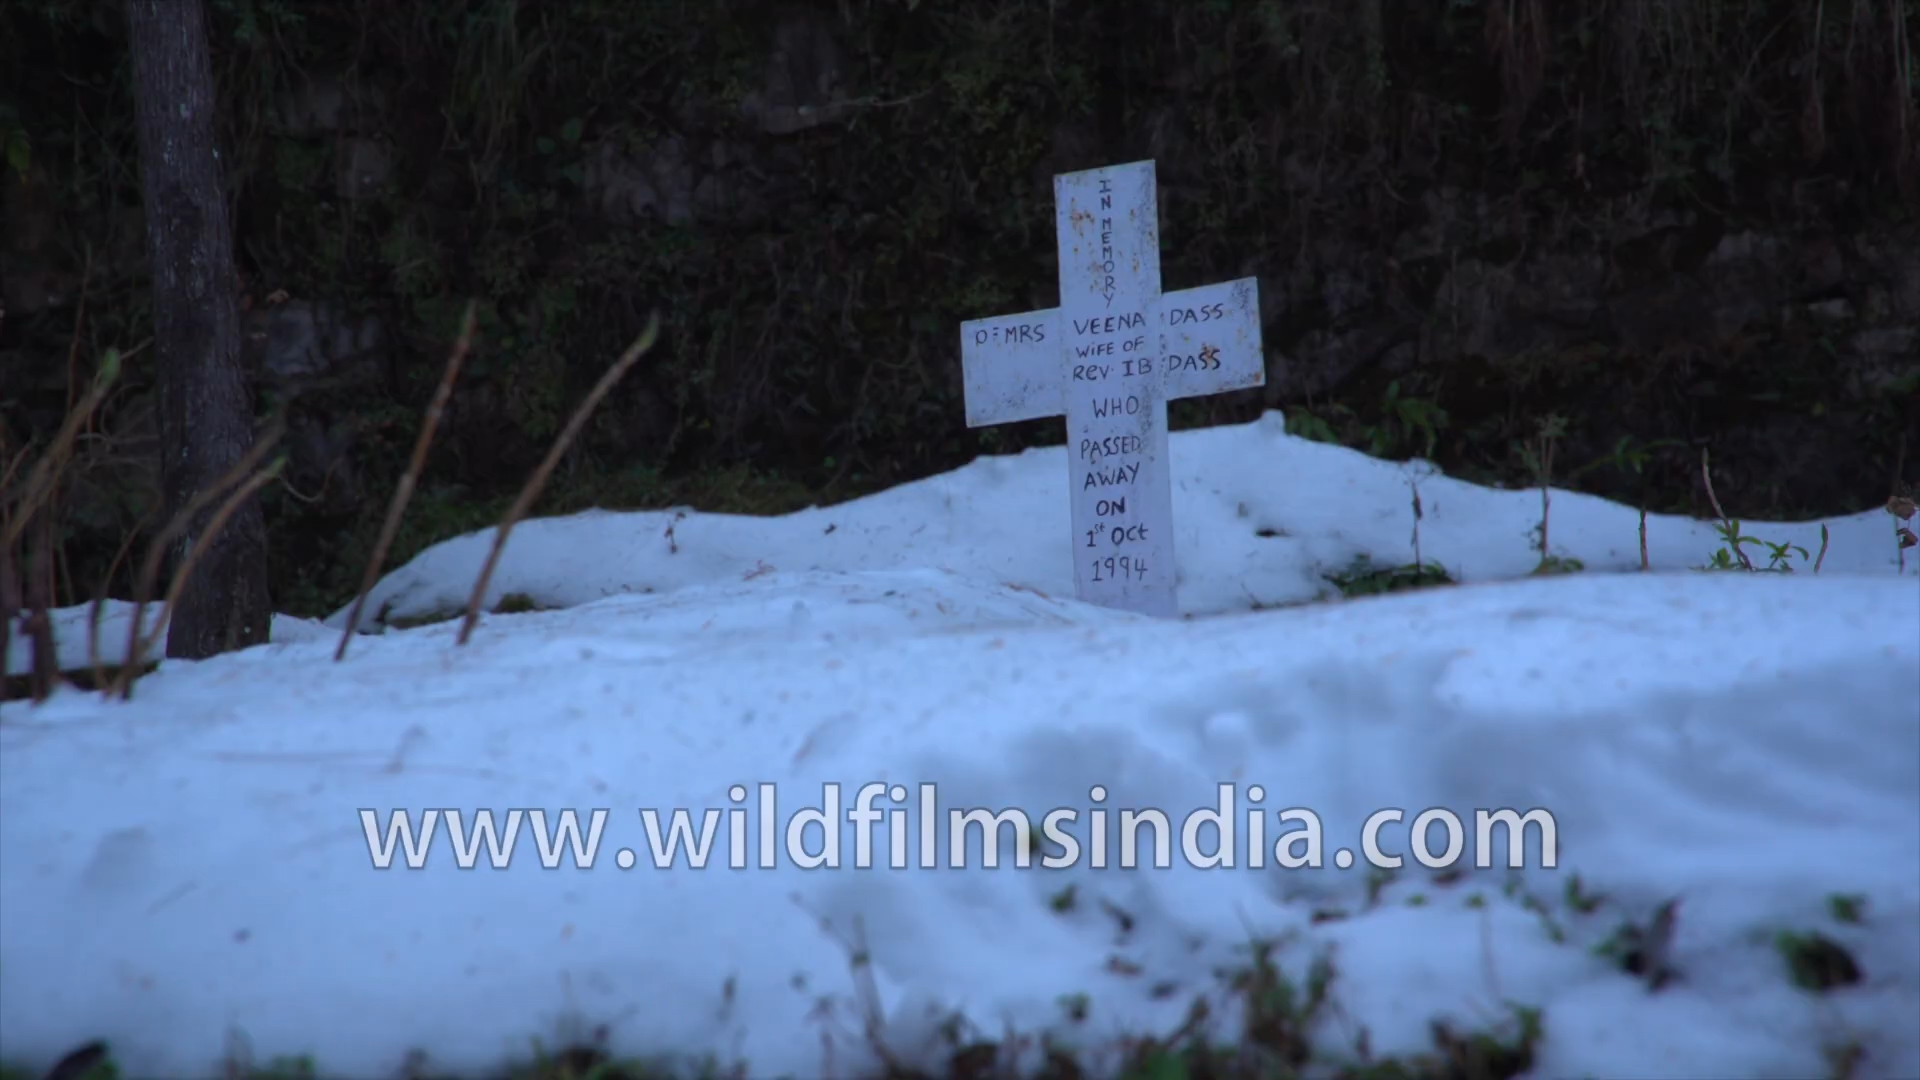 IN MEMORY
OF MRS VEENA DASS
WIFE OF
REV. IB DASS
WHO
PASSED
AWAY
ON
1st Oct
1994
www.wildfilmsindia.com